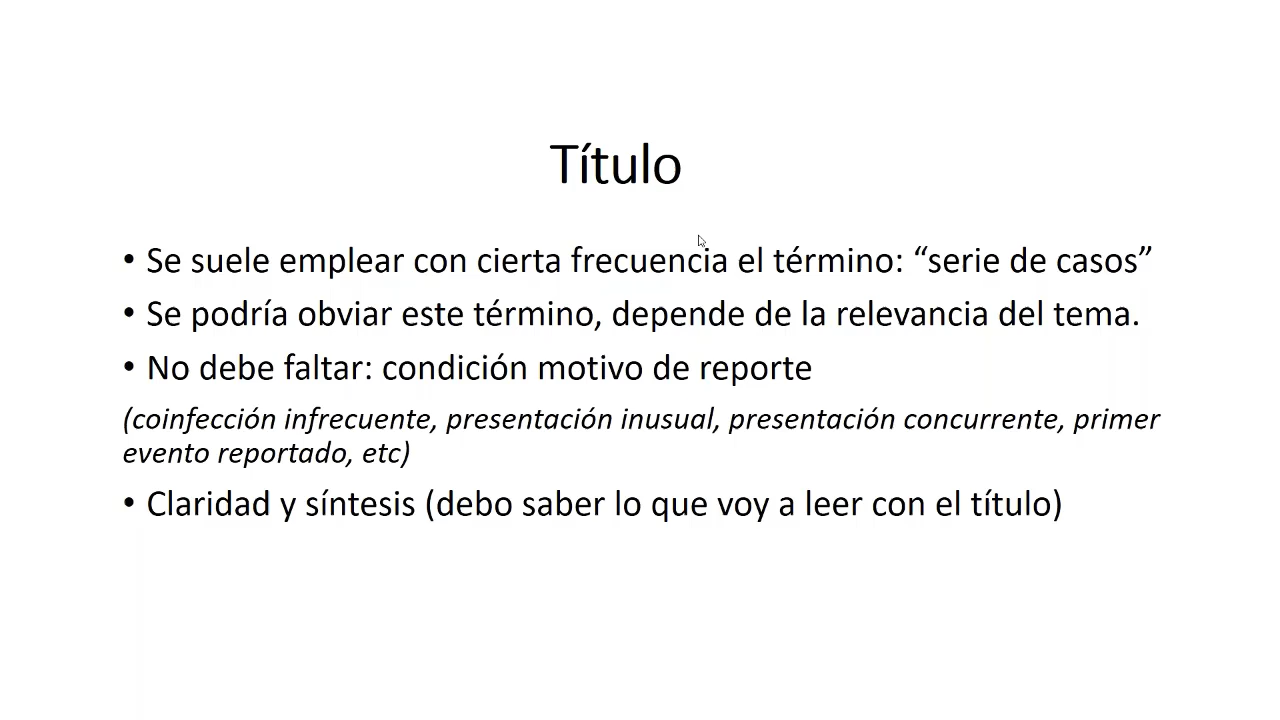 Título
• Se suele emplear con cierta frecuencia el término: “serie de casos”
• Se podría obviar este término, depende de la relevancia del tema.
• No debe faltar: condición motivo de reporte
(coinfección infrecuente, presentación inusual, presentación concurrente, primer
evento reportado, etc)
• Claridad y síntesis (debo saber lo que voy a leer con el título)